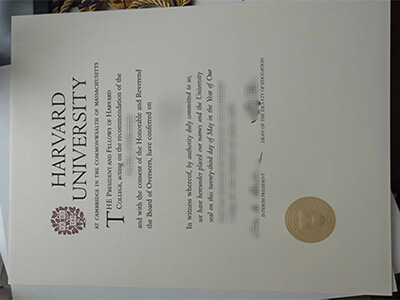 HARVARD
UNIVERSITY
AT CAMBRIDGE IN THE COMMONWEALTH OF MASSACHUSETTS
THE PRESIDENT AND FELLOWS OF HARVARD
College, acting on the recommendation of the
and with the consent of the Honorable and Reverend
the Board of Overseers, have conferred on
In witness whereof, by authority duly committed to us,
we have hereunder placed our names and the University
seal on this twenty-third day of May in the Year of Our
INTERIM PRESIDENT
DEAN OF THE FACULTY OF EDUCATION